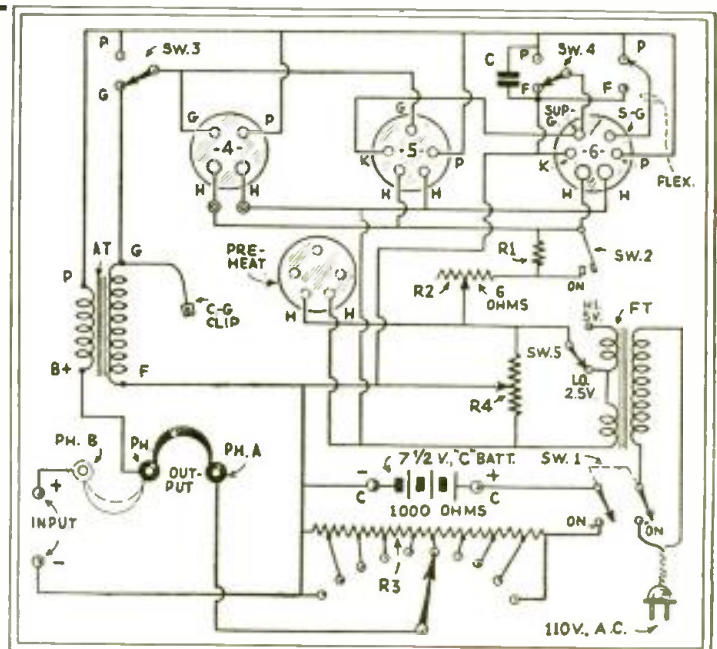 P
SW.3
G
C
P
SW.4
P
F
F
SUP-
G
S-G
G
P
-4-
H
H
G
K
-5-
P
H
H
K
-6-
P
H
H
FLEX.
PRE-
HEAT
H
H
R1
SW.2
ON
R2
6
OHMS
AT
G
P
C-G
CLIP
B+
F
HI.
5V.
FT
SW.5
LO.
2.5V.
R4
PH. B
PH
OUT-
PUT
PH. A
+
INPUT
-
- 7 1/2 V., "C" BATT. +
C
C
1000 OHMS
SW.1
ON
ON
R3
110V., A.C.